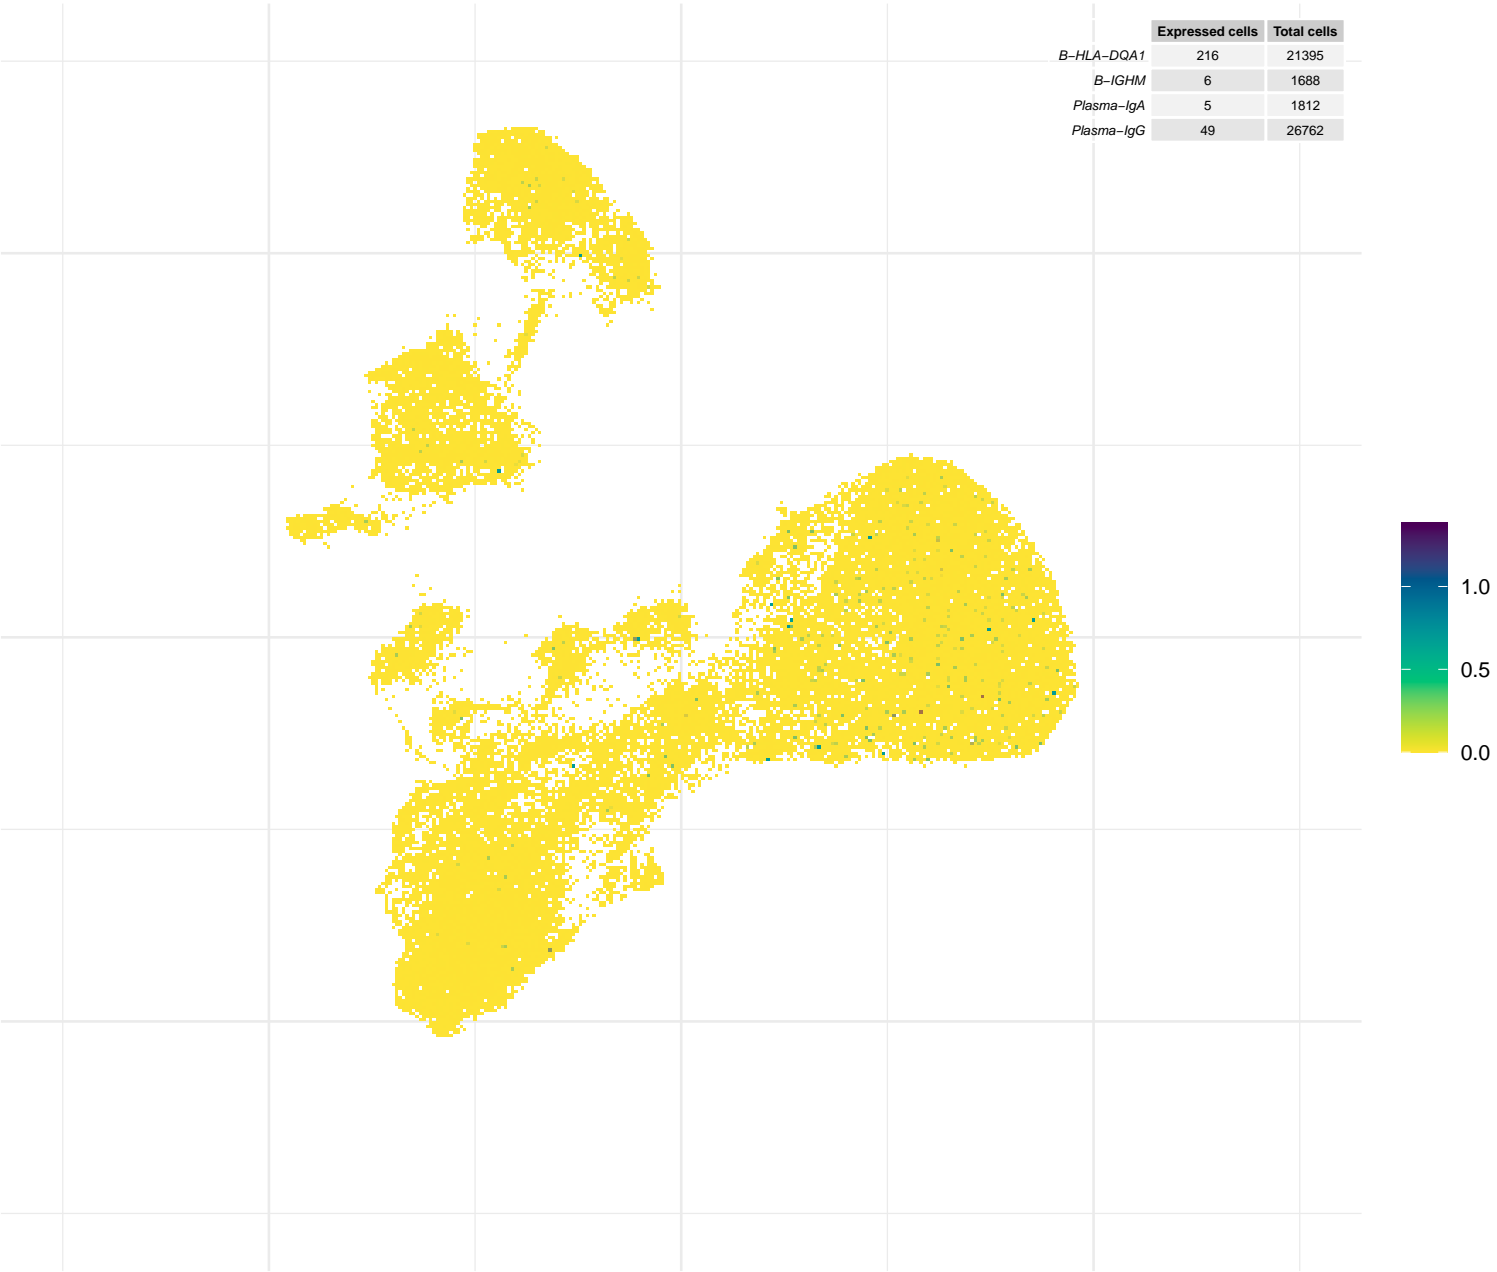 Expressed cells Total cells
B−HLA−DQA1 216 21395
B−IGHM 6 1688
Plasma−IgA 5 1812
Plasma−IgG 49 26762
1.0
0.5
0.0